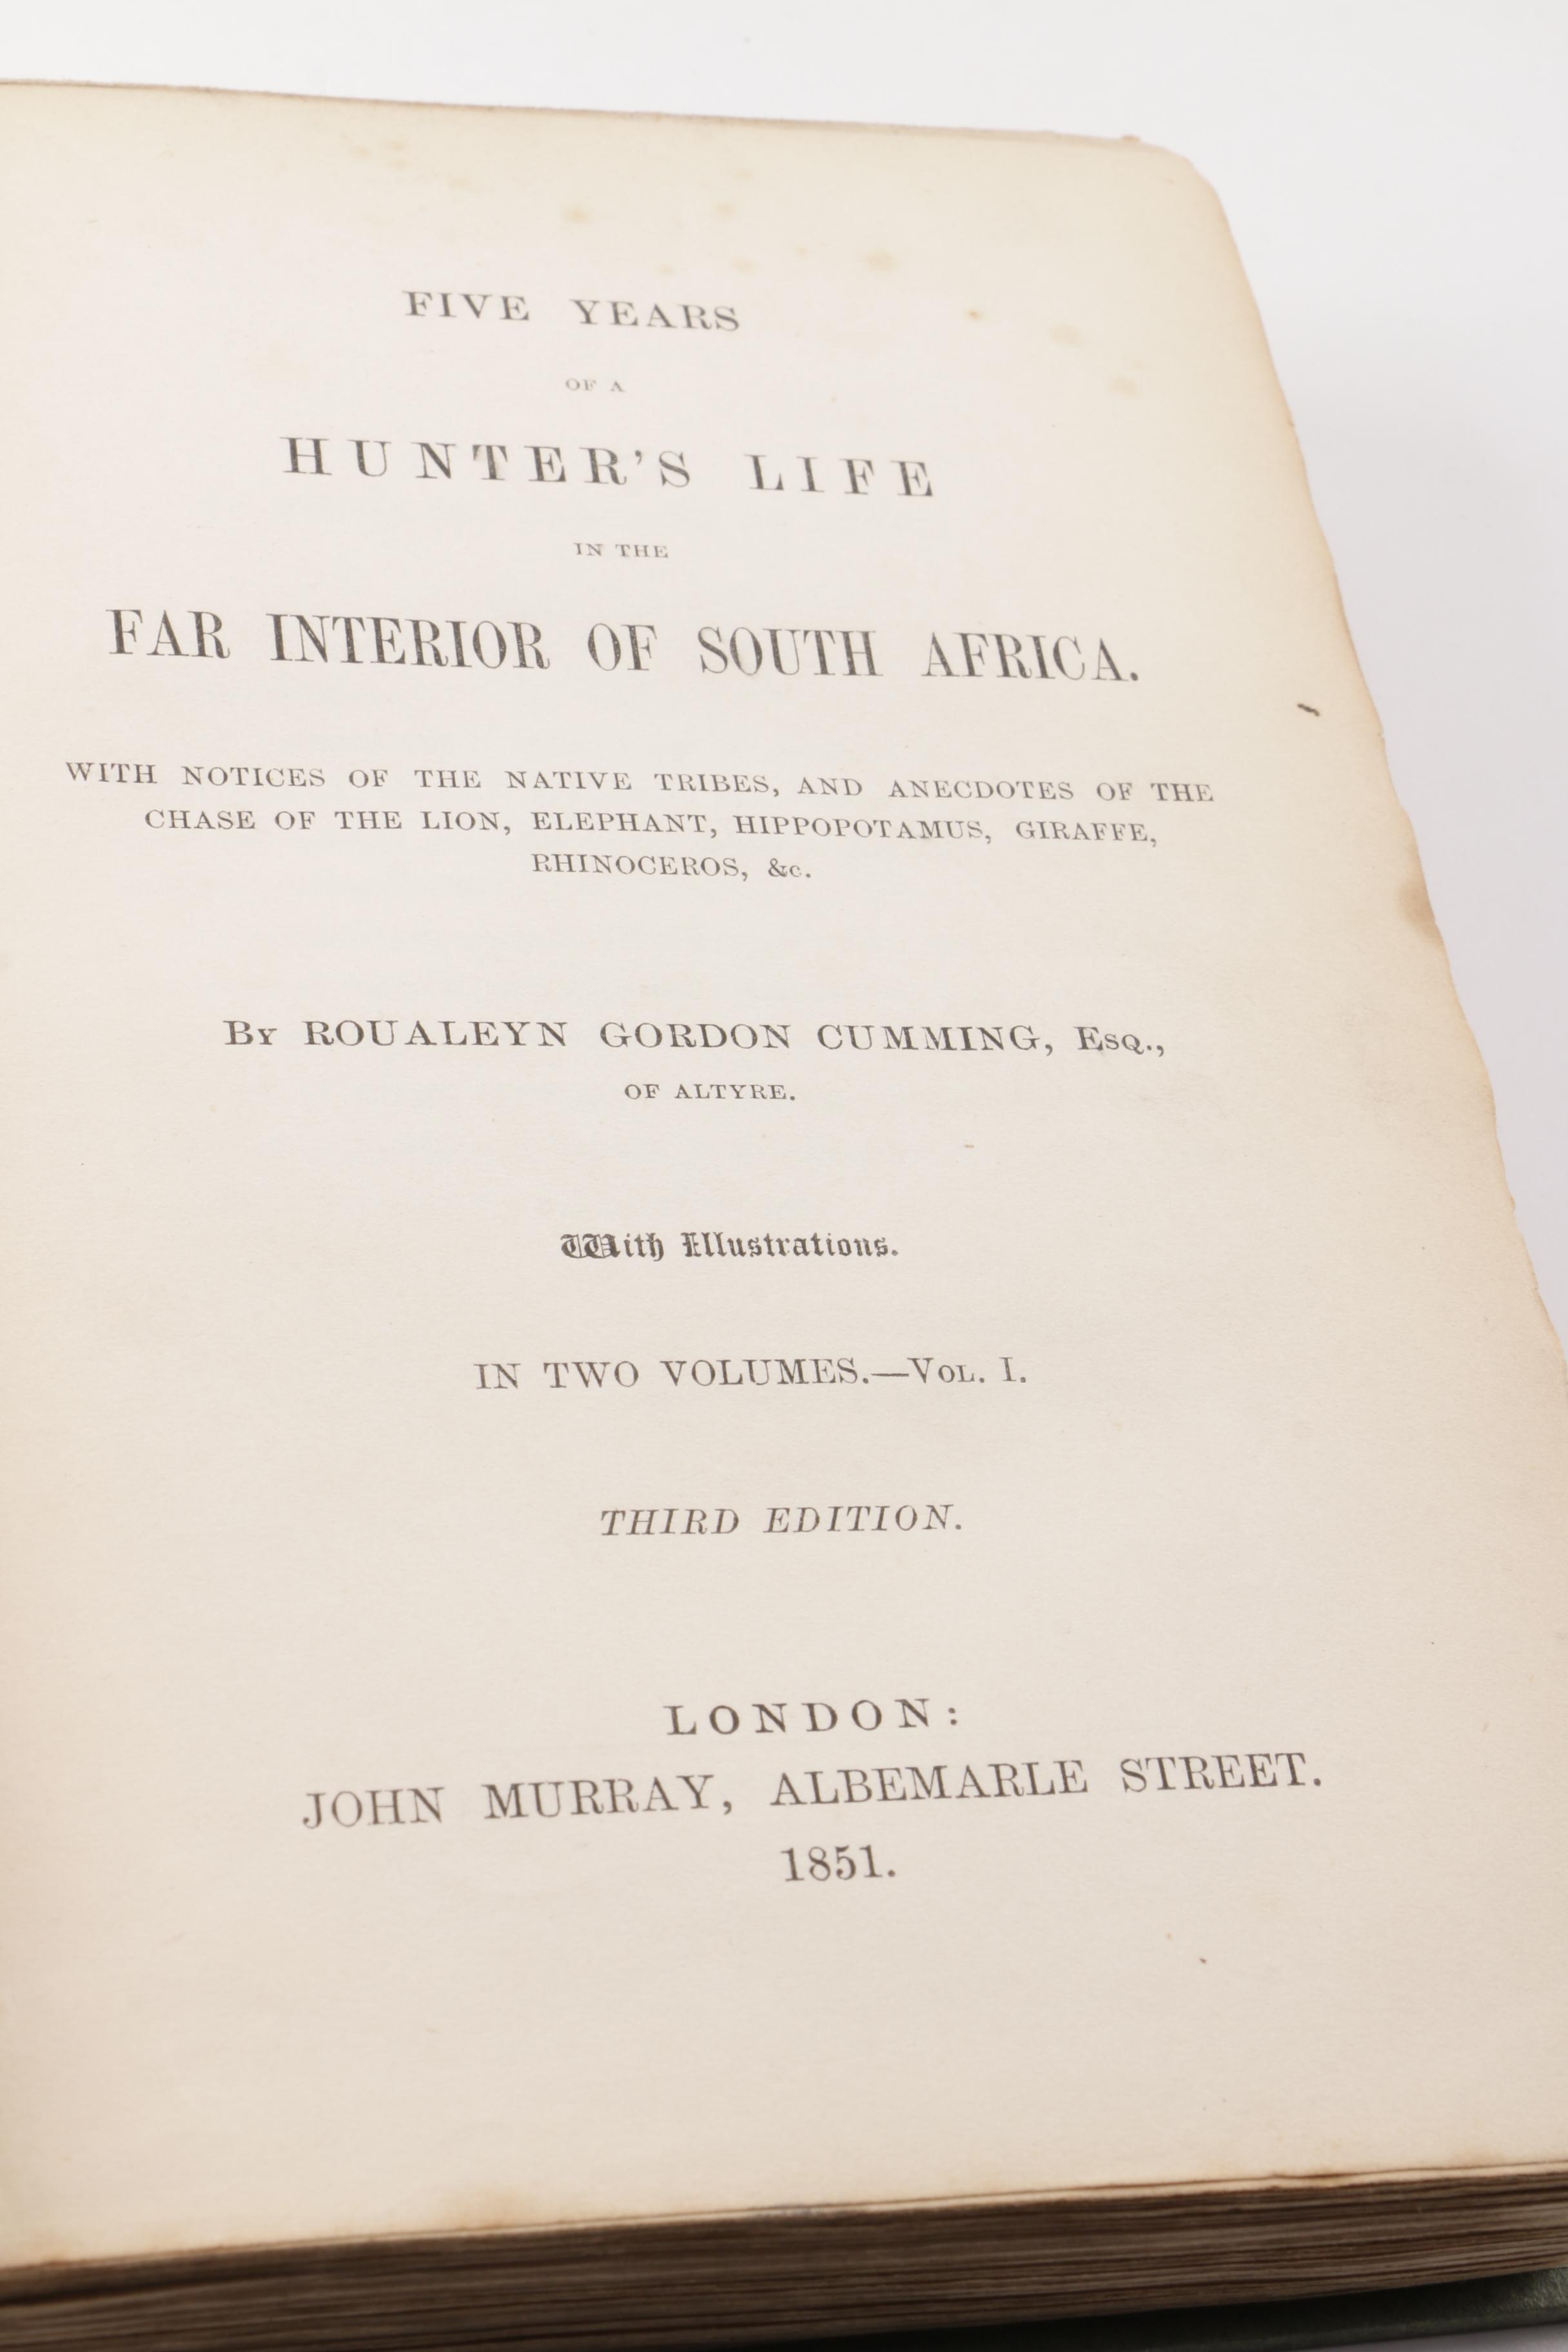 FIVE YEARS
OF A
HUNTER'S LIFE
IN THE
FAR INTERIOR OF SOUTH AFRICA.
WITH NOTICES OF THE NATIVE TRIBES, AND ANECDOTES OF THE
CHASE OF THE LION, ELEPHANT, HIPPOPOTAMUS, GIRAFFE,
RHINOCEROS, &c.
By ROUALEYN GORDON CUMMING, Esq.,
OF ALTYRE.
With Illustrations.
IN TWO VOLUMES.—Vol. I.
THIRD EDITION.
LONDON:
JOHN MURRAY, ALBEMARLE STREET.
1851.